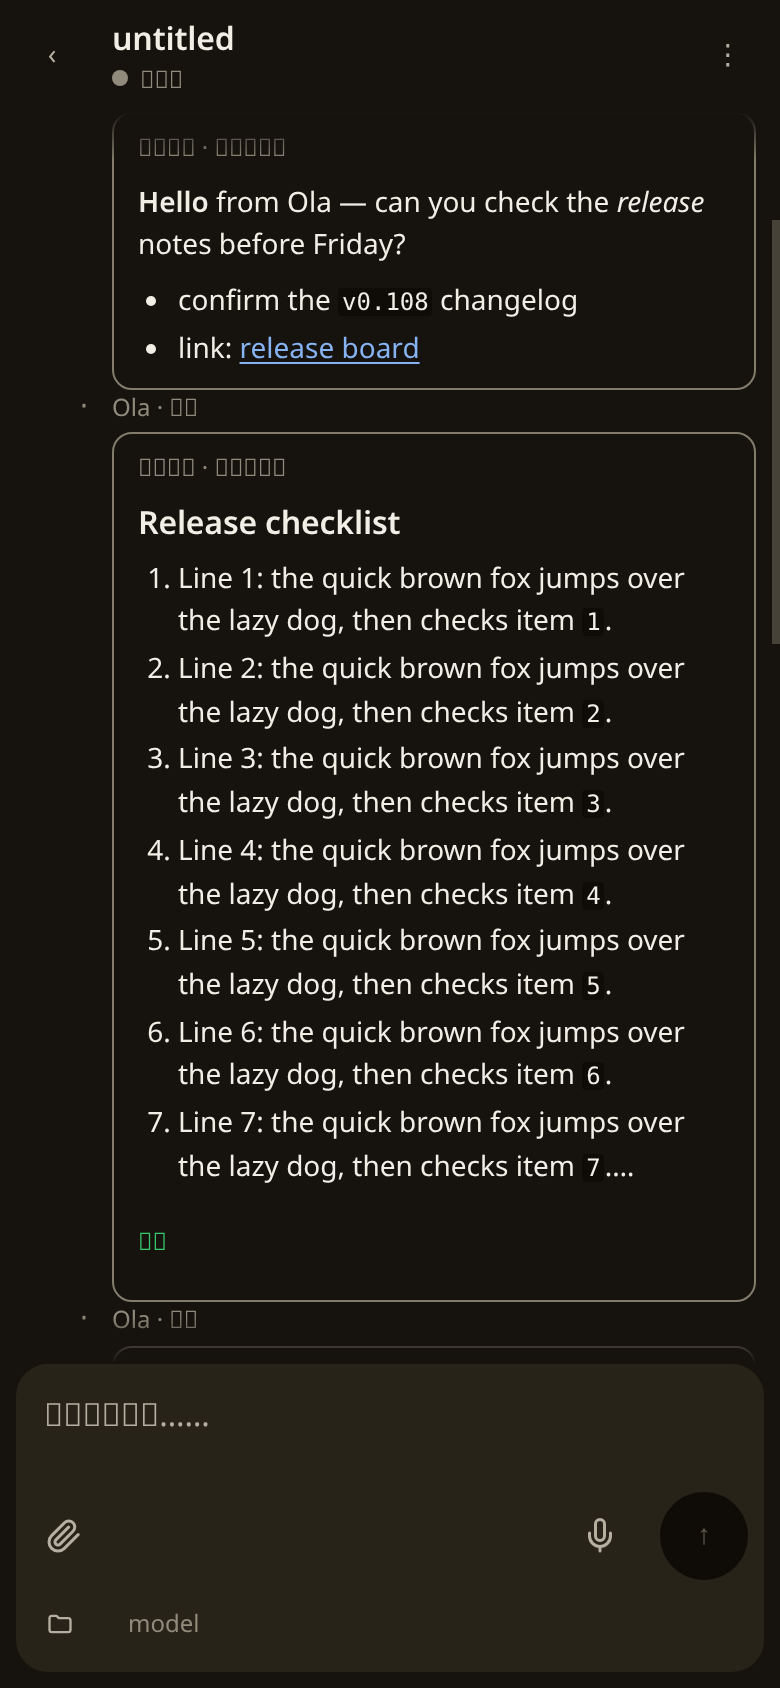 untitled
Hello from Ola — can you check the release
notes before Friday?
confirm the v0.108 changelog
link: release board
Ola ·
Release checklist
1. Line 1: the quick brown fox jumps over
the lazy dog, then checks item 1.
2. Line 2: the quick brown fox jumps over
the lazy dog, then checks item 2.
3. Line 3: the quick brown fox jumps over
the lazy dog, then checks item 3.
4. Line 4: the quick brown fox jumps over
the lazy dog, then checks item 4.
5. Line 5: the quick brown fox jumps over
the lazy dog, then checks item 5.
6. Line 6: the quick brown fox jumps over
the lazy dog, then checks item 6.
7. Line 7: the quick brown fox jumps over
the lazy dog, then checks item 7....
Ola ·
model